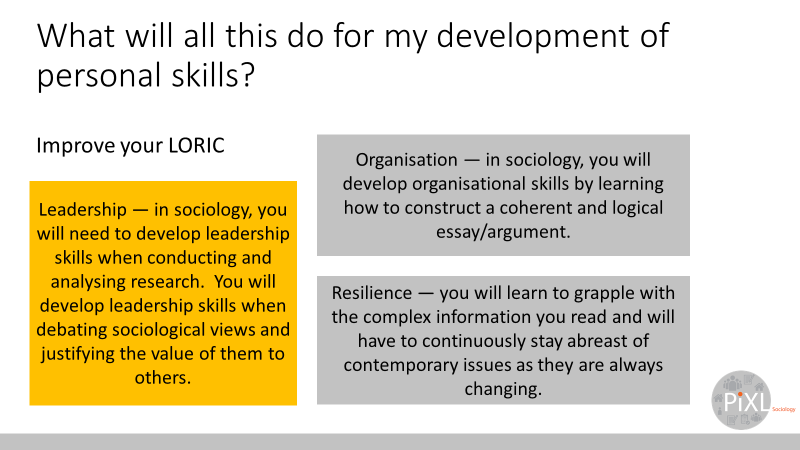 What will all this do for my development of
personal skills?
Improve your LORIC
Leadership — in sociology, you
will need to develop leadership
skills when conducting and
analysing research.  You will
develop leadership skills when
debating sociological views and
justifying the value of them to
others.
Organisation — in sociology, you will
develop organisational skills by learning
how to construct a coherent and logical
essay/argument.
Resilience — you will learn to grapple with
the complex information you read and will
have to continuously stay abreast of
contemporary issues as they are always
changing.
PiXL
Sociology